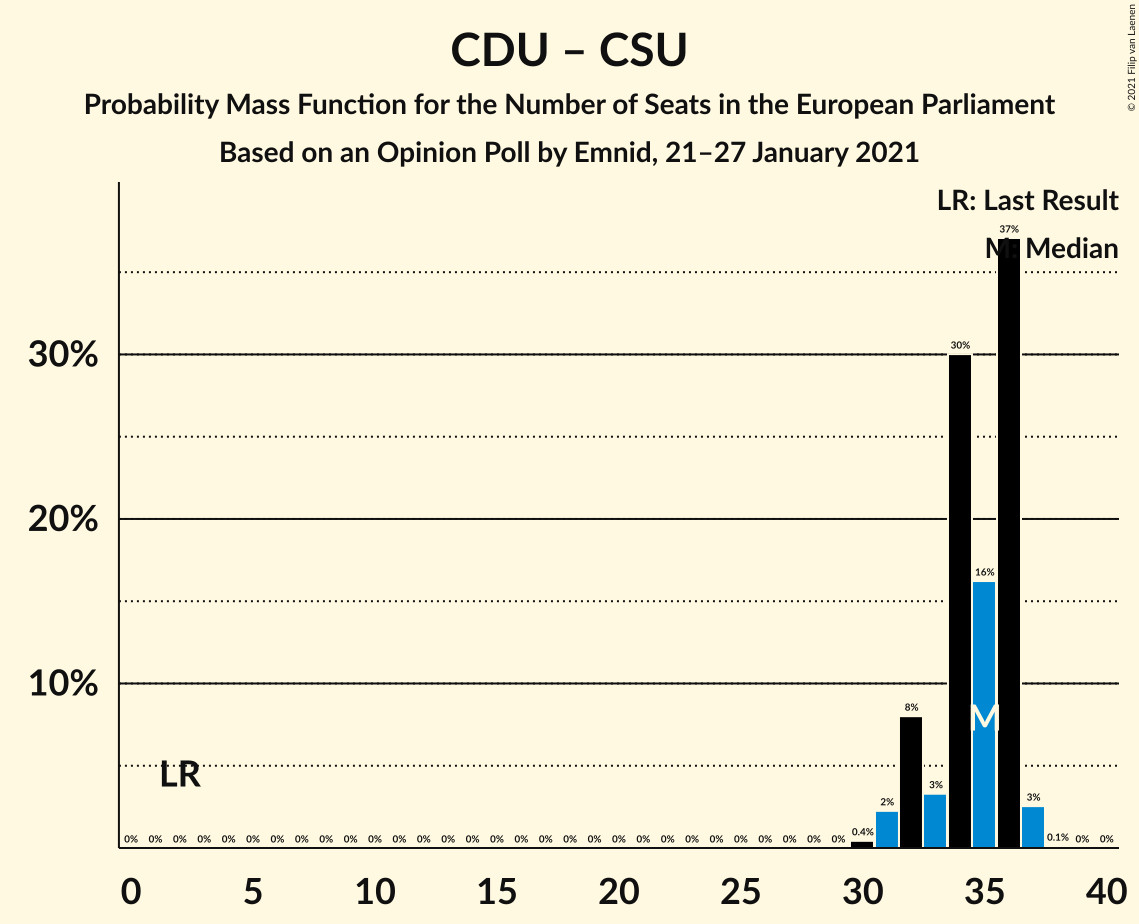 © 2021 Filip van Laenen
CDU – CSU
Probability Mass Function for the Number of Seats in the European Parliament
Based on an Opinion Poll by Emnid, 21–27 January 2021
LR: Last Result
M: Median
37%
30%
30%
20%
16%
10%
8%
M
LR
3%
2%
3%
0% 0% 0% 0% 0% 0% 0% 0% 0% 0% 0% 0% 0% 0% 0% 0% 0% 0% 0% 0% 0% 0% 0% 0% 0% 0% 0% 0% 0% 0% 0.4% 0.1% 0% 0%
0 5 10 15 20 25 30 35 40